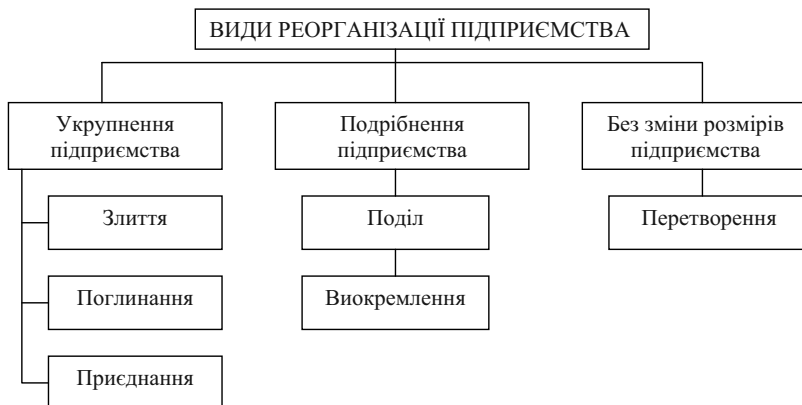 ВИДИ РЕОРГАНІЗАЦІЇ ПІДПРИЄМСТВА
Укрупнення
підприємства
Подрібнення
підприємства
Без зміни розмірів
підприємства
Злиття
Поділ
Перетворення
Поглинання
Виокремлення
Приєднання